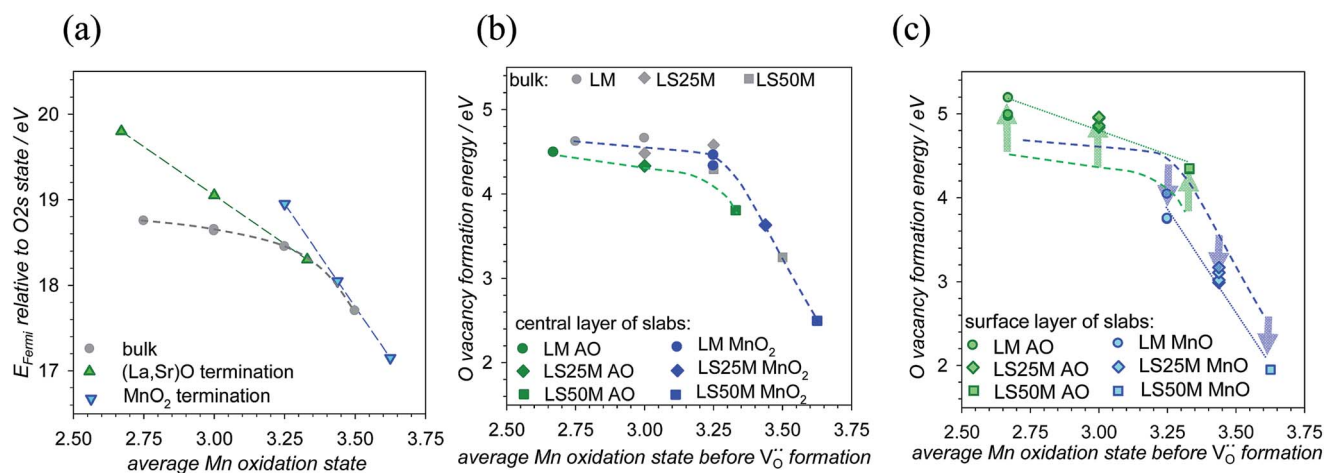 (a)
E_Fermi relative to O2s state / eV
20
19
18
17
bulk
(La,Sr)O termination
MnO₂ termination
2.50 2.75 3.00 3.25 3.50 3.75
average Mn oxidation state
(b)
O vacancy formation energy / eV
bulk: LM LS25M LS50M
5
4
3
2
central layer of slabs:
LM AO LM MnO₂
LS25M AO LS25M MnO₂
LS50M AO LS50M MnO₂
2.50 2.75 3.00 3.25 3.50 3.75
average Mn oxidation state before V_O^{··} formation
(c)
O vacancy formation energy / eV
5
4
3
2
surface layer of slabs:
LM AO LM MnO
LS25M AO LS25M MnO
LS50M AO LS50M MnO
2.50 2.75 3.00 3.25 3.50 3.75
average Mn oxidation state before V_O^{··} formation